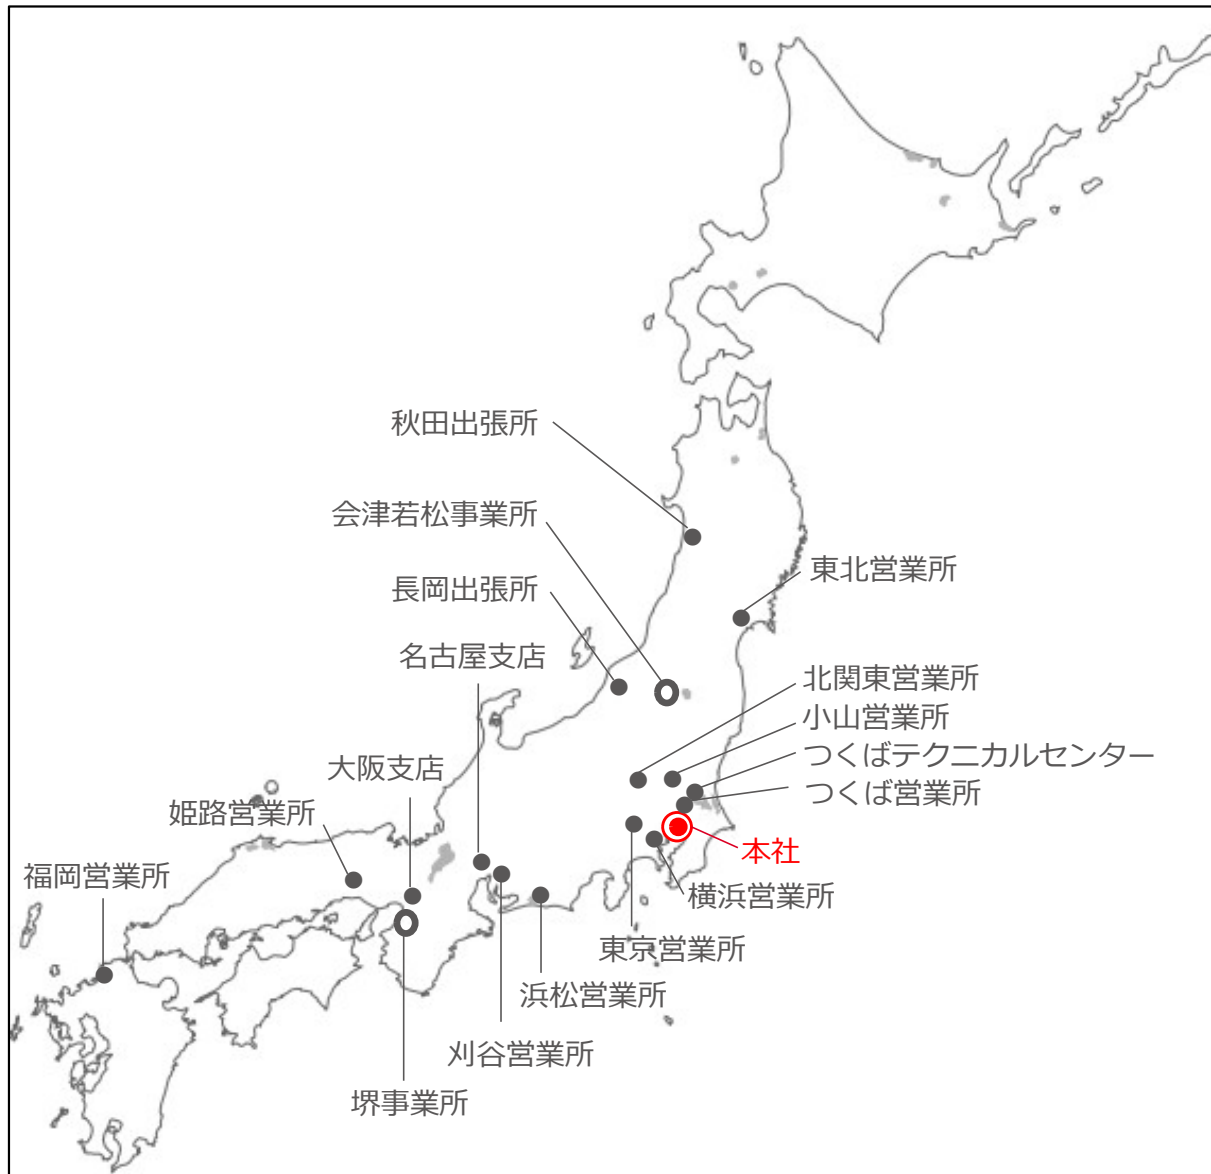 秋田出張所
会津若松事業所
東北営業所
長岡出張所
名古屋支店
北関東営業所
小山営業所
つくばテクニカルセンター
大阪支店
つくば営業所
姫路営業所
本社
福岡営業所
横浜営業所
東京営業所
浜松営業所
刈谷営業所
堺事業所